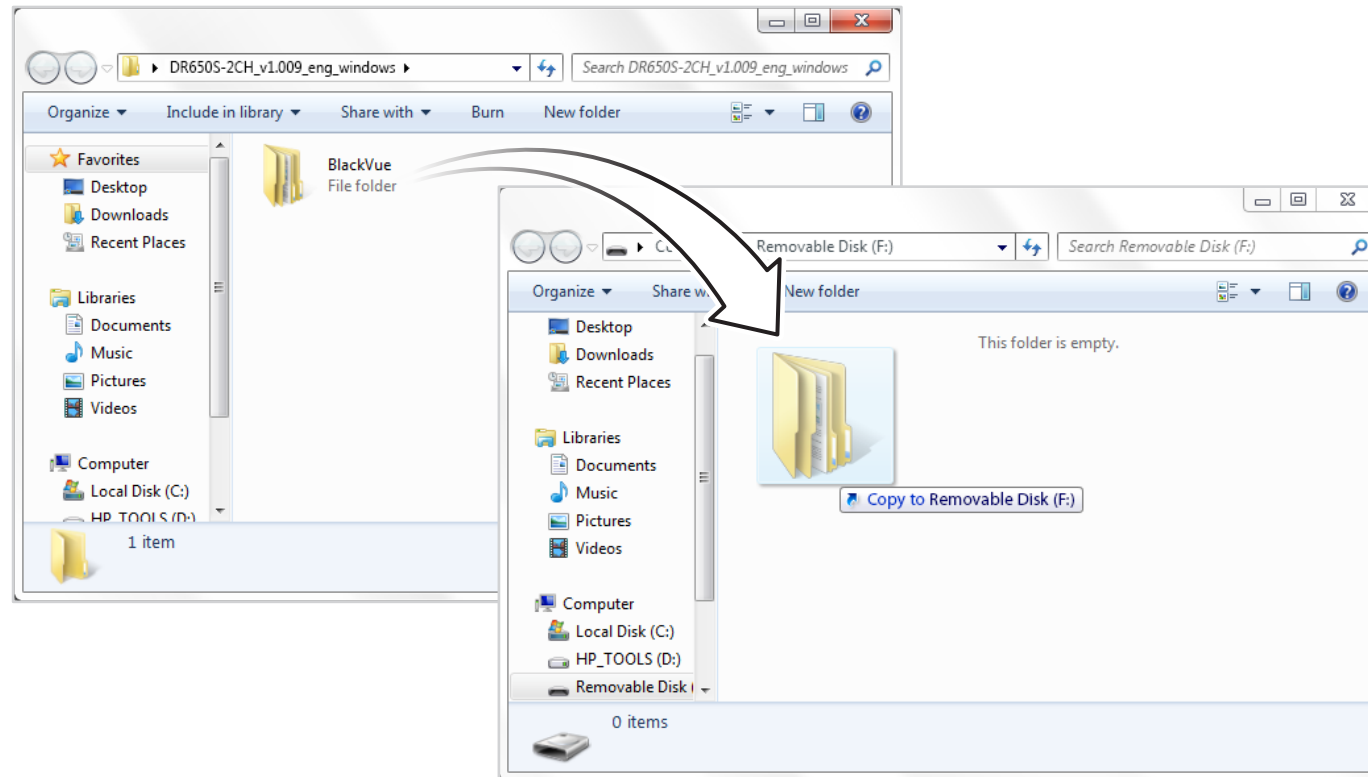 DR650S-2CH_v1.009_eng_windows
Search DR650S-2CH_v1.009_eng_windows
Organize Include in library Share with Burn New folder
Favorites
Desktop
Downloads
Recent Places
Libraries
Documents
Music
Pictures
Videos
Computer
Local Disk (C:)
HP_TOOLS (D:)
BlackVue
File folder
1 item
Removable Disk (F:)
Search Removable Disk (F:)
Organize Share New folder
Desktop
Downloads
Recent Places
Libraries
Documents
Music
Pictures
Videos
Computer
Local Disk (C:)
HP_TOOLS (D:)
Removable Disk (
This folder is empty.
Copy to Removable Disk (F:)
0 items